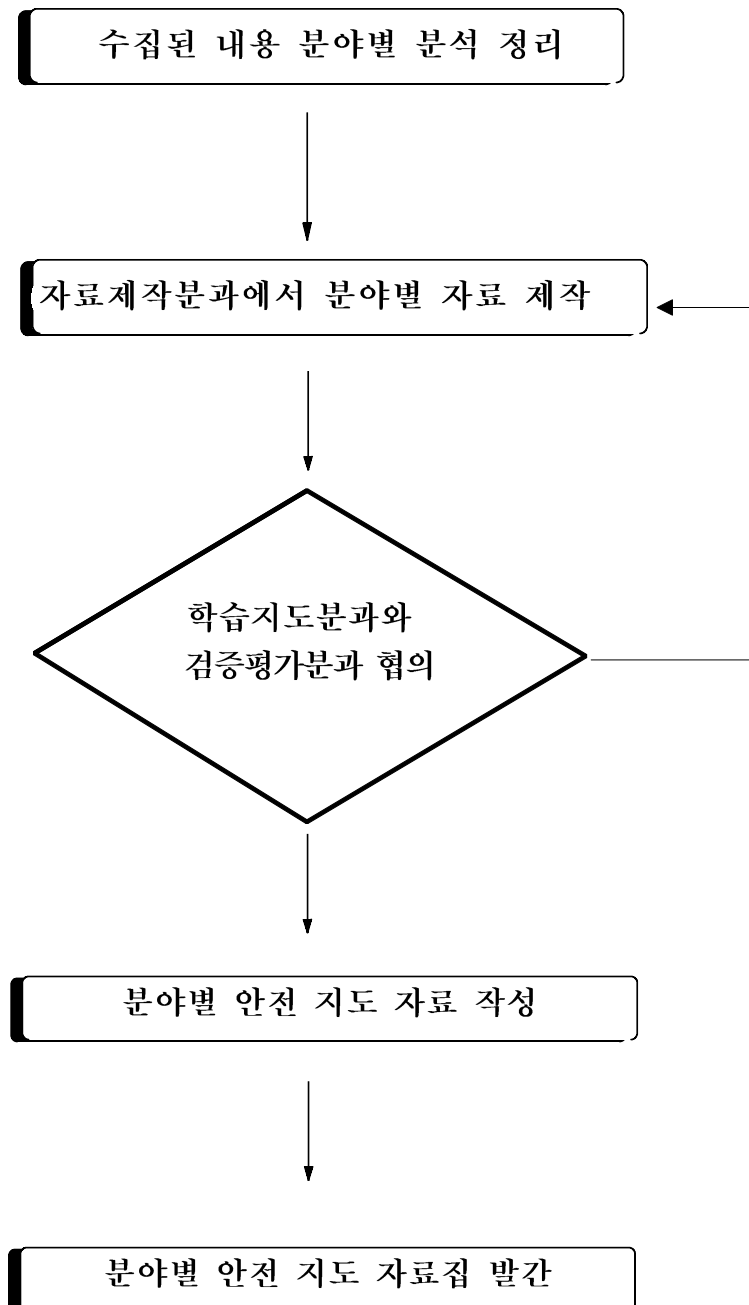 수집된 내용 분야별 분석 정리
자료제작분과에서 분야별 자료 제작
학습지도분과와
검증평가분과 협의
분야별 안전 지도 자료 작성
분야별 안전 지도 자료집 발간